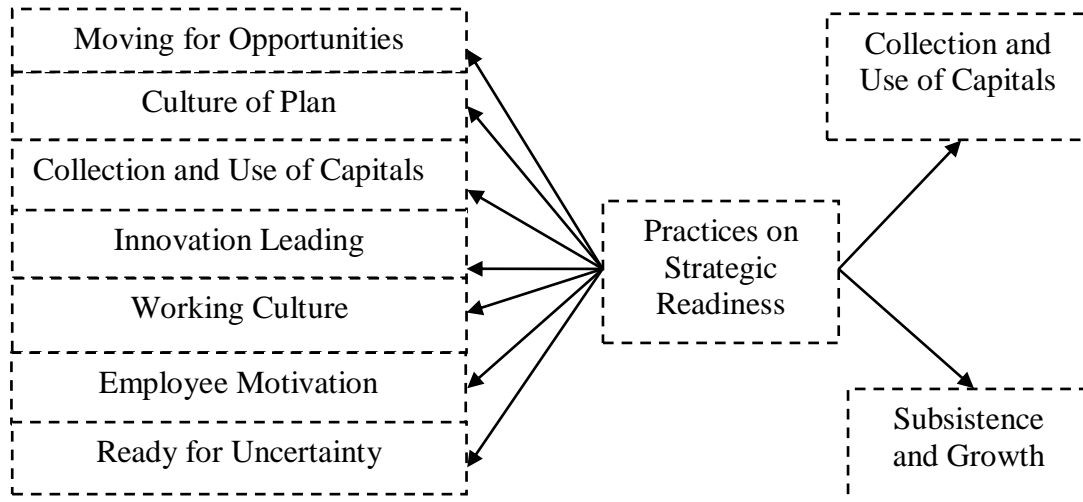 Moving for Opportunities
Culture of Plan
Collection and Use of Capitals
Innovation Leading
Working Culture
Employee Motivation
Ready for Uncertainty
Practices on
Strategic
Readiness
Collection and
Use of Capitals
Subsistence
and Growth